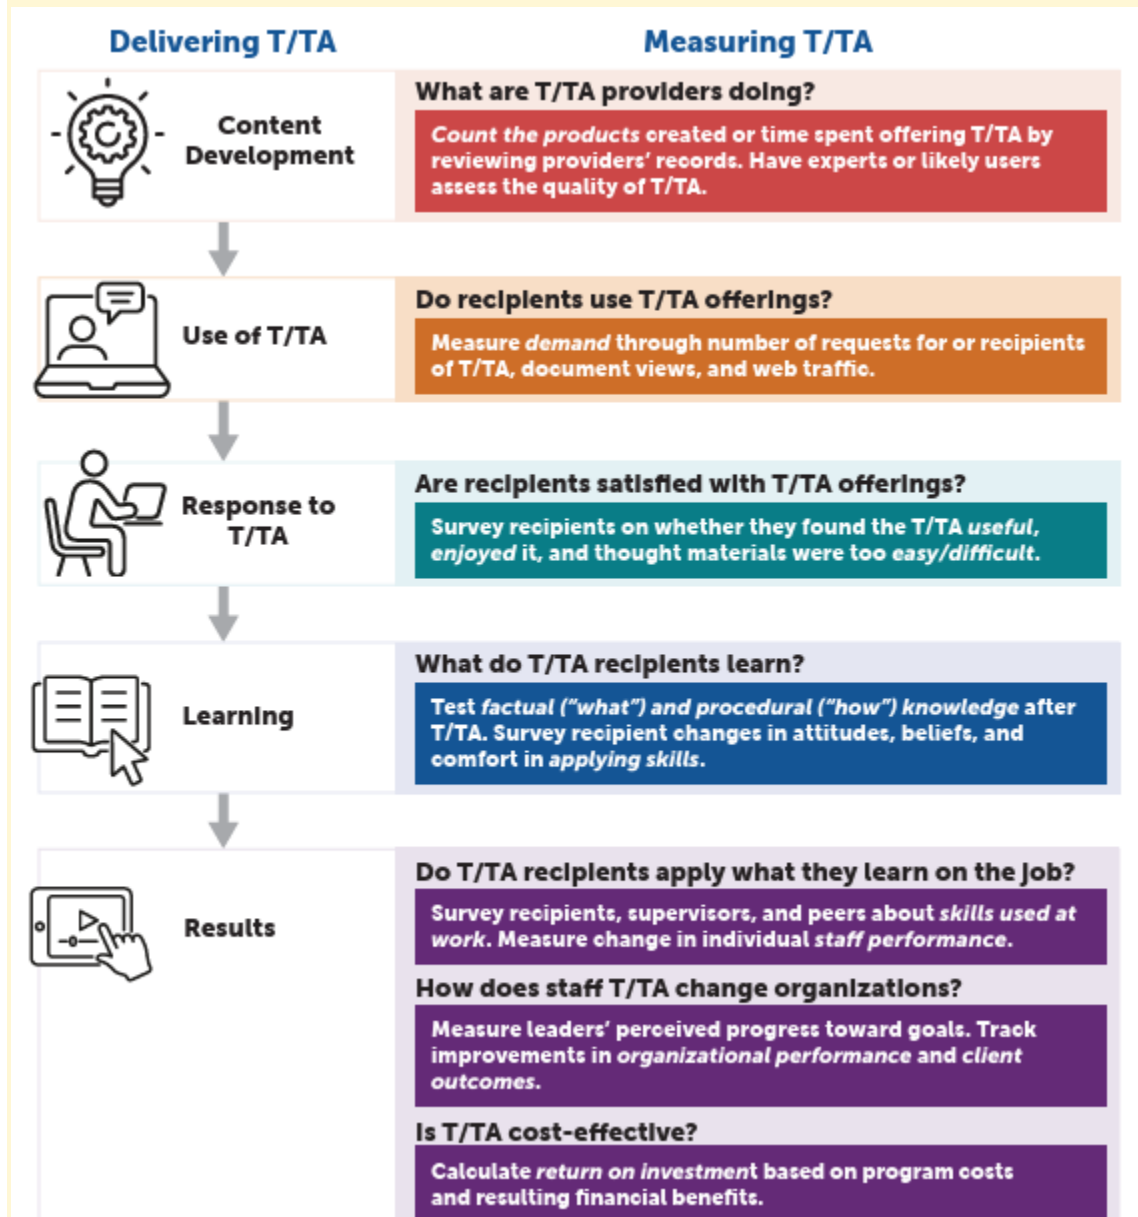 Delivering T/TA
Measuring T/TA
Content
Development
What are T/TA providers doing?
Count the products created or time spent offering T/TA by
reviewing providers' records. Have experts or likely users
assess the quality of T/TA.
Use of T/TA
Do recipients use T/TA offerings?
Measure demand through number of requests for or recipients
of T/TA, document views, and web traffic.
Response to
T/TA
Are recipients satisfied with T/TA offerings?
Survey recipients on whether they found the T/TA useful,
enjoyed it, and thought materials were too easy/difficult.
Learning
What do T/TA recipients learn?
Test factual ("what") and procedural ("how") knowledge after
T/TA. Survey recipient changes in attitudes, beliefs, and
comfort in applying skills.
Results
Do T/TA recipients apply what they learn on the job?
Survey recipients, supervisors, and peers about skills used at
work. Measure change in individual staff performance.
How does staff T/TA change organizations?
Measure leaders' perceived progress toward goals. Track
improvements in organizational performance and client
outcomes.
Is T/TA cost-effective?
Calculate return on investment based on program costs
and resulting financial benefits.